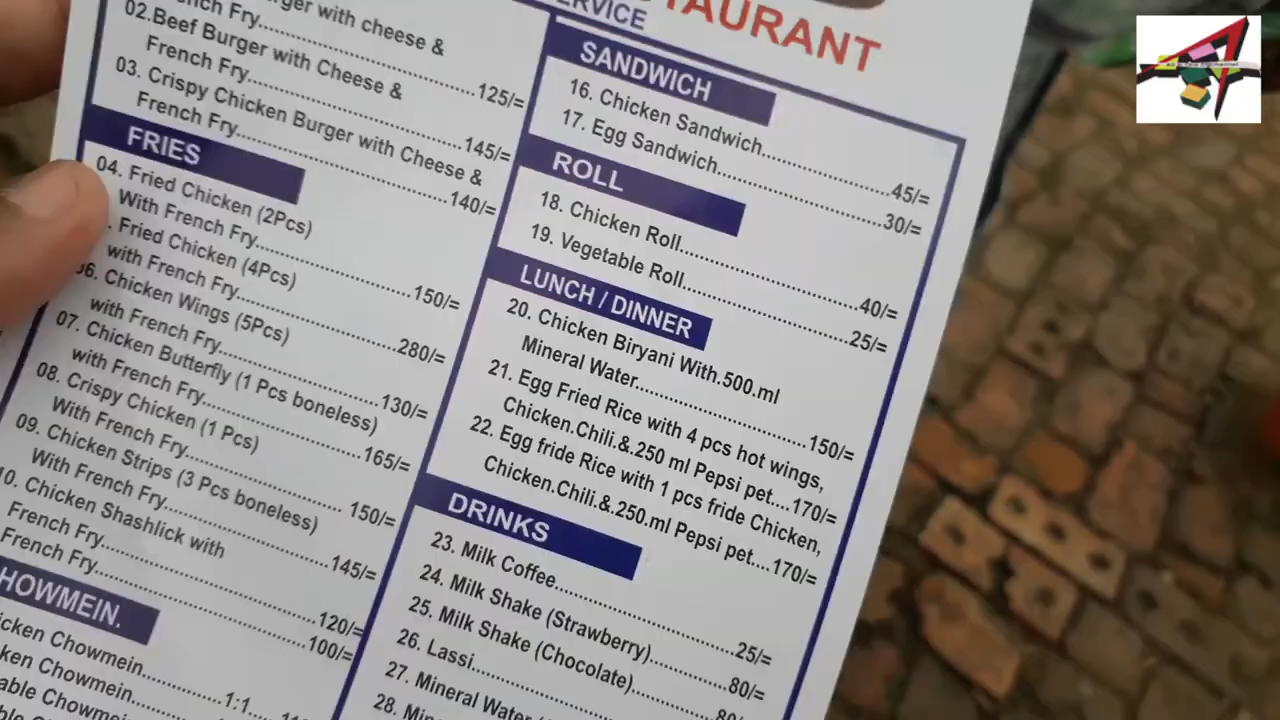 TAURANT
ERVICE
ger with cheese &
French Fry....................125/=
02.Beef Burger with Cheese &
French Fry....................145/=
03. Crispy Chicken Burger with Cheese &
French Fry....................140/=
FRIES
04. Fried Chicken (2Pcs)
With French Fry....................150/=
. Fried Chicken (4Pcs)
with French Fry....................280/=
06. Chicken Wings (5Pcs)
with French Fry....................130/=
07. Chicken Butterfly (1 Pcs boneless)
with French Fry....................165/=
08. Crispy Chicken (1 Pcs)
With French Fry....................150/=
09. Chicken Strips (3 Pcs boneless)
With French Fry....................145/=
10. Chicken Shashlick with
French Fry....................120/=
French Fry....................100/=
HOWMEIN.
icken Chowmein..............1:1....
ken Chowmein....................
able Chowmein
SANDWICH
16. Chicken Sandwich....................45/=
17. Egg Sandwich....................30/=
ROLL
18. Chicken Roll....................40/=
19. Vegetable Roll....................25/=
LUNCH / DINNER
20. Chicken Biryani With.500.ml
Mineral Water....................150/=
21. Egg Fried Rice with 4 pcs hot wings,
Chicken.Chili.&.250 ml Pepsi pet...170/=
22. Egg fride Rice with 1 pcs fride Chicken,
Chicken.Chili.&.250.ml Pepsi pet....170/=
DRINKS
23. Milk Coffee....................25/=
24. Milk Shake (Strawberry)..........80/=
25. Milk Shake (Chocolate)..........80/=
26. Lassi....................
27. Mineral Water
28.